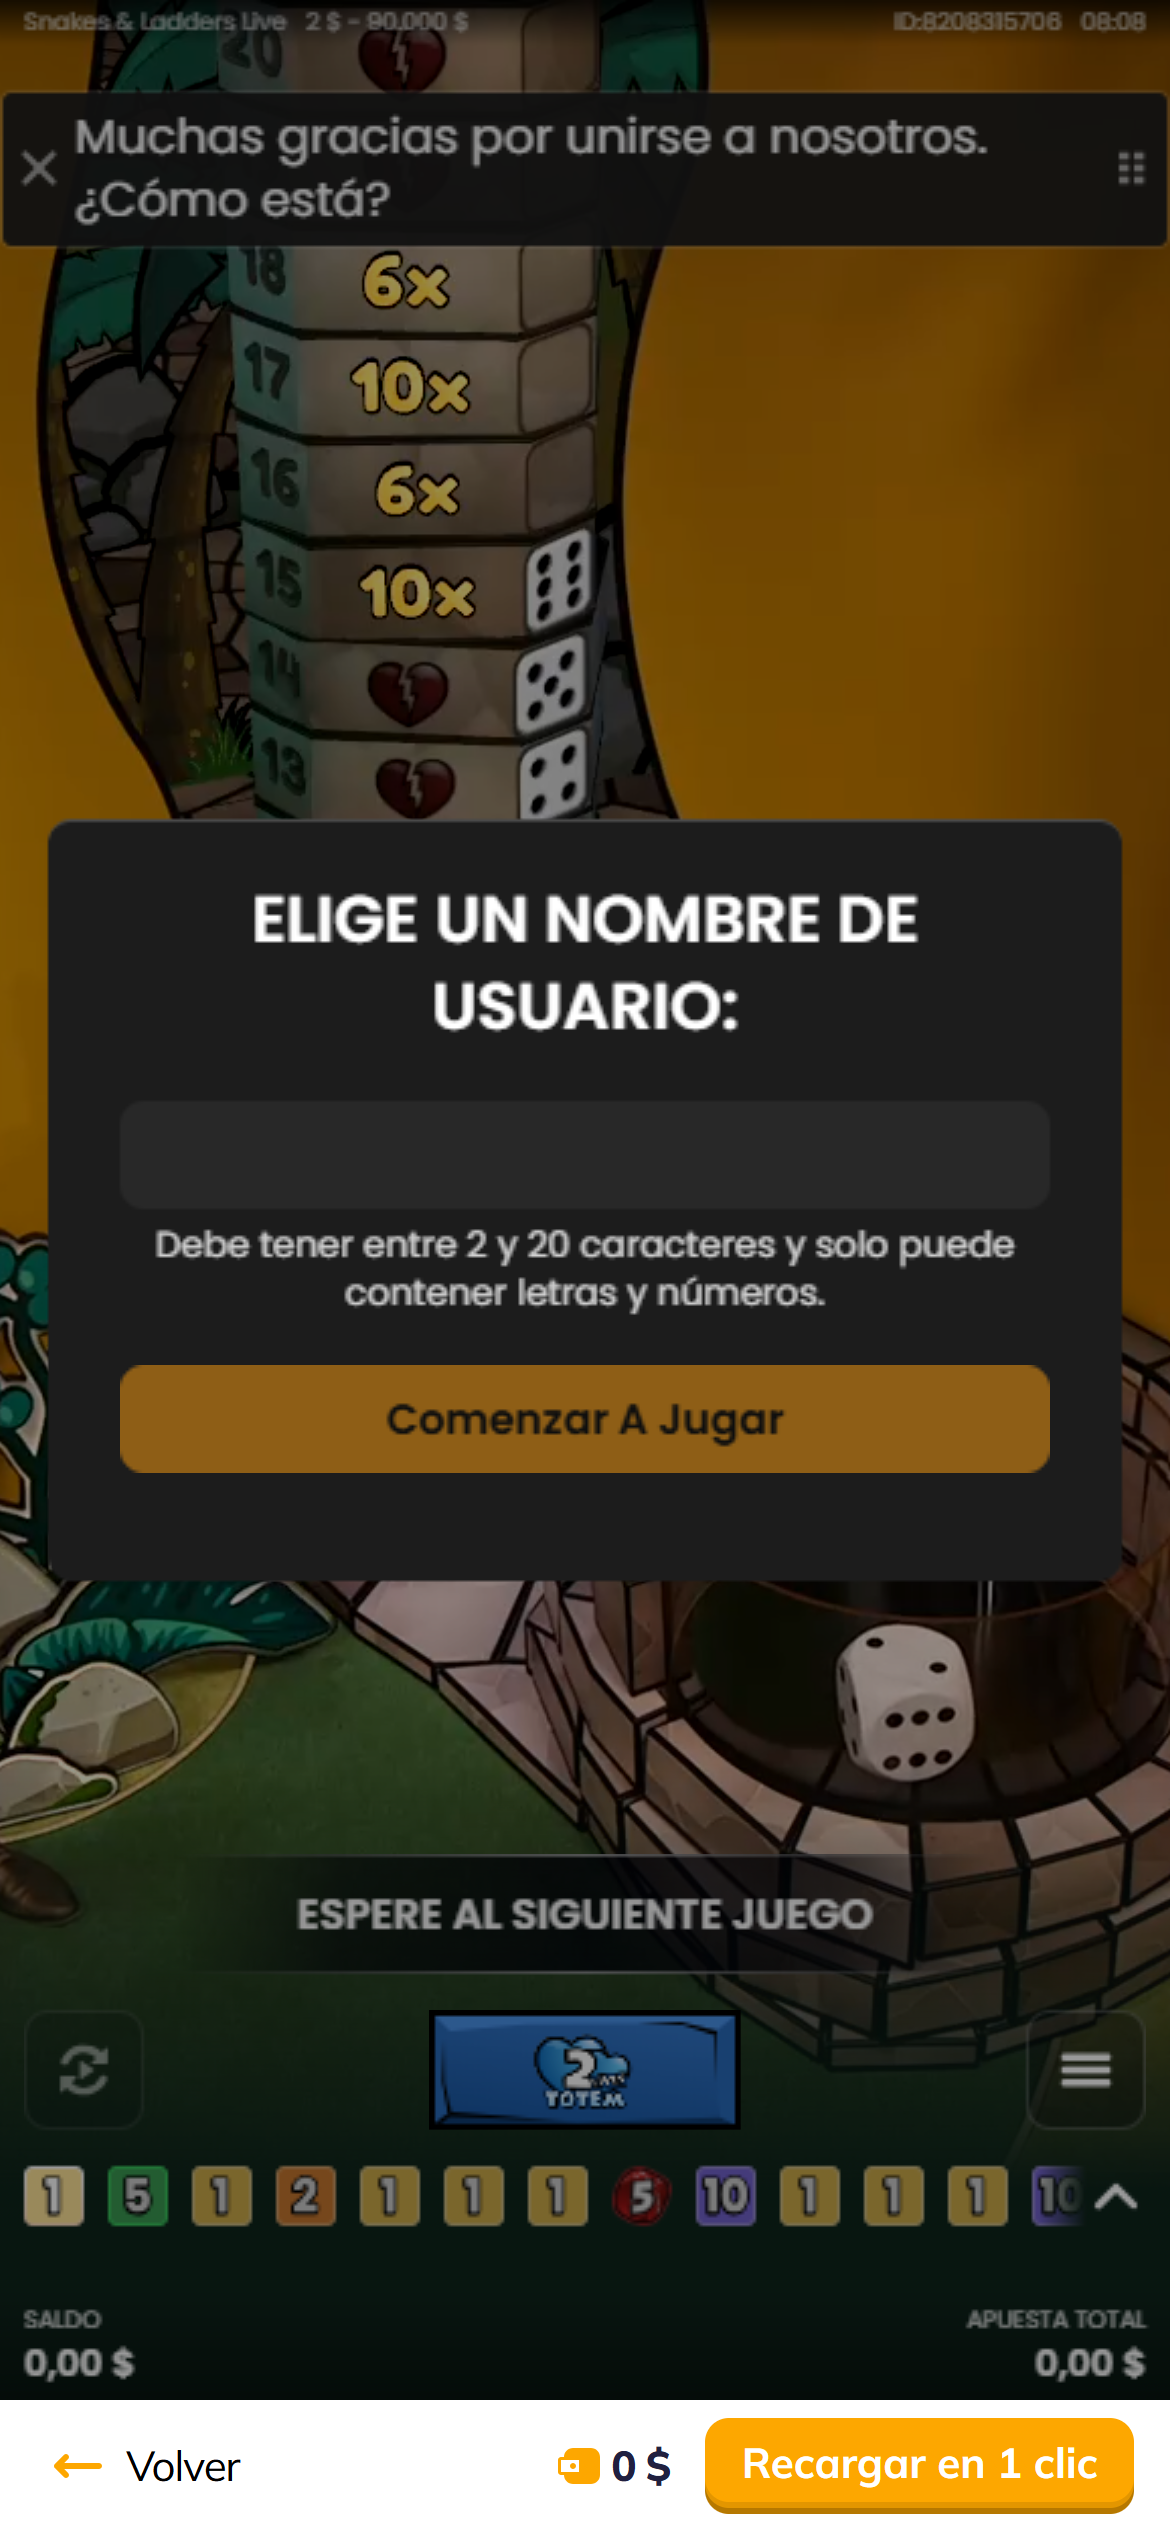 Snakes & Ladders Live 2 $ - 90.000 $ ID:8208315706 08:08
20
Muchas gracias por unirse a nosotros.
¿Cómo está?
18 6x
17 10x
16 6x
15 10x
14
13
ELIGE UN NOMBRE DE
USUARIO:
Debe tener entre 2 y 20 caracteres y solo puede
contener letras y números.
Comenzar A Jugar
ESPERE AL SIGUIENTE JUEGO
2
TOTEM
1 5 1 2 1 1 1 5 10 1 1 1 10
SALDO APUESTA TOTAL
0,00 $ 0,00 $
Volver 0 $ Recargar en 1 clic